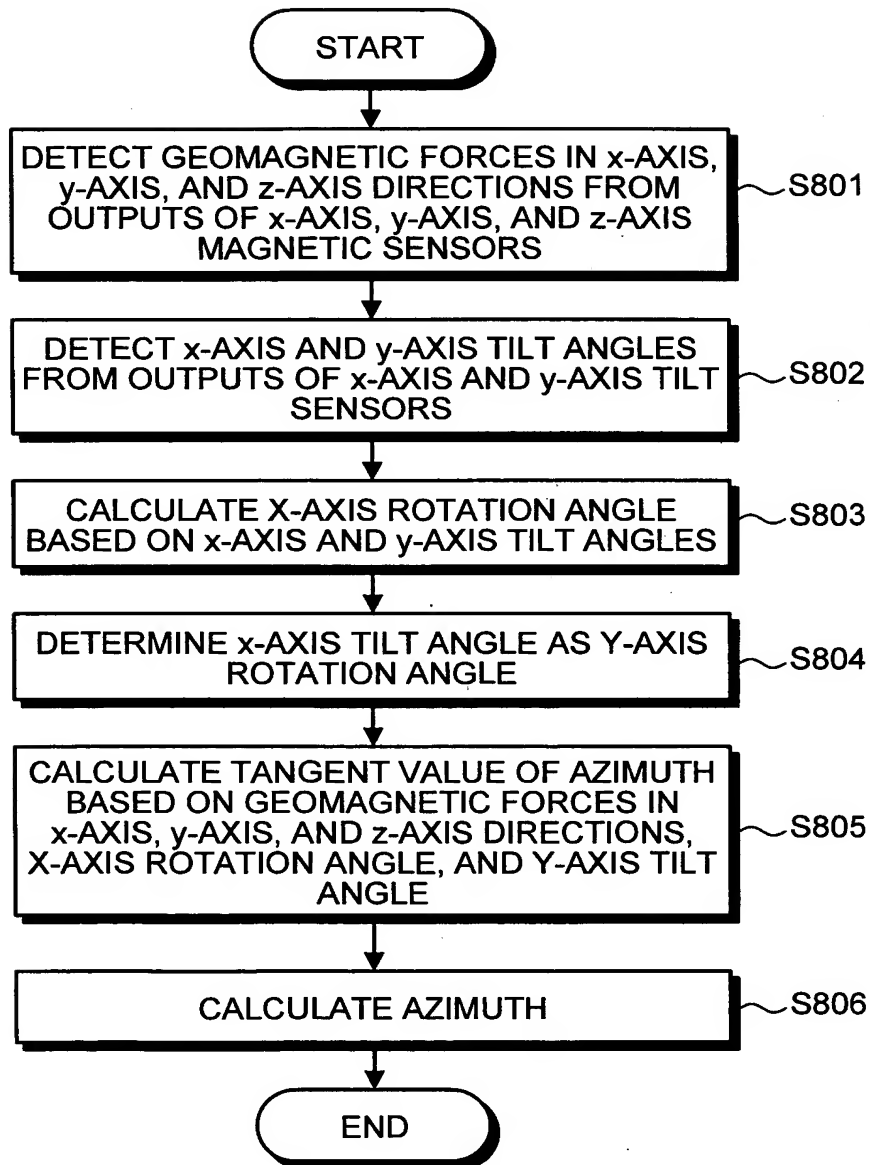 START
DETECT GEOMAGNETIC FORCES IN x-AXIS,
y-AXIS, AND z-AXIS DIRECTIONS FROM
OUTPUTS OF x-AXIS, y-AXIS, AND z-AXIS
MAGNETIC SENSORS
S801
DETECT x-AXIS AND y-AXIS TILT ANGLES
FROM OUTPUTS OF x-AXIS AND y-AXIS TILT
SENSORS
S802
CALCULATE X-AXIS ROTATION ANGLE
BASED ON x-AXIS AND y-AXIS TILT ANGLES
S803
DETERMINE x-AXIS TILT ANGLE AS Y-AXIS
ROTATION ANGLE
S804
CALCULATE TANGENT VALUE OF AZIMUTH
BASED ON GEOMAGNETIC FORCES IN
x-AXIS, y-AXIS, AND z-AXIS DIRECTIONS,
X-AXIS ROTATION ANGLE, AND Y-AXIS TILT
ANGLE
S805
CALCULATE AZIMUTH
S806
END